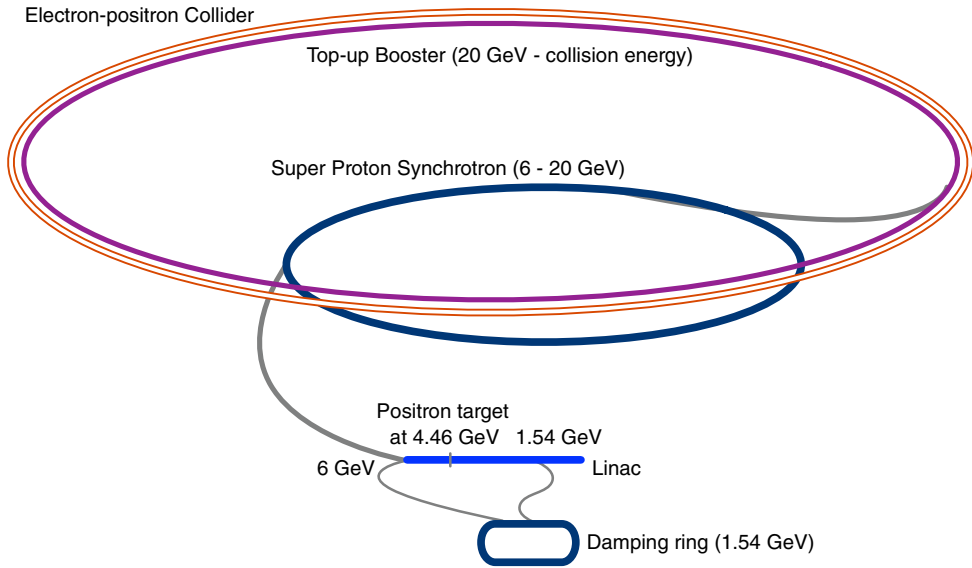 Electron-positron Collider
Top-up Booster (20 GeV - collision energy)
Super Proton Synchrotron (6 - 20 GeV)
Positron target
at 4.46 GeV
1.54 GeV
6 GeV
Linac
Damping ring (1.54 GeV)